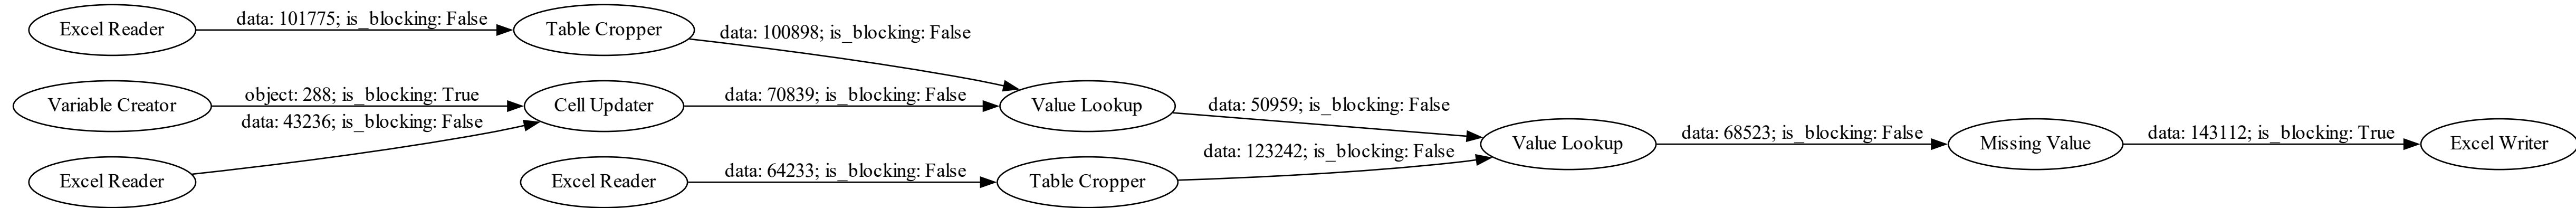 Excel Reader
data: 101775; is_blocking: False
Table Cropper
data: 100898; is_blocking: False
Variable Creator
object: 288; is_blocking: True
Cell Updater
data: 70839; is_blocking: False
Value Lookup
data: 50959; is_blocking: False
data: 43236; is_blocking: False
Excel Reader
Excel Reader
data: 64233; is_blocking: False
Table Cropper
data: 123242; is_blocking: False
Value Lookup
data: 68523; is_blocking: False
Missing Value
data: 143112; is_blocking: True
Excel Writer